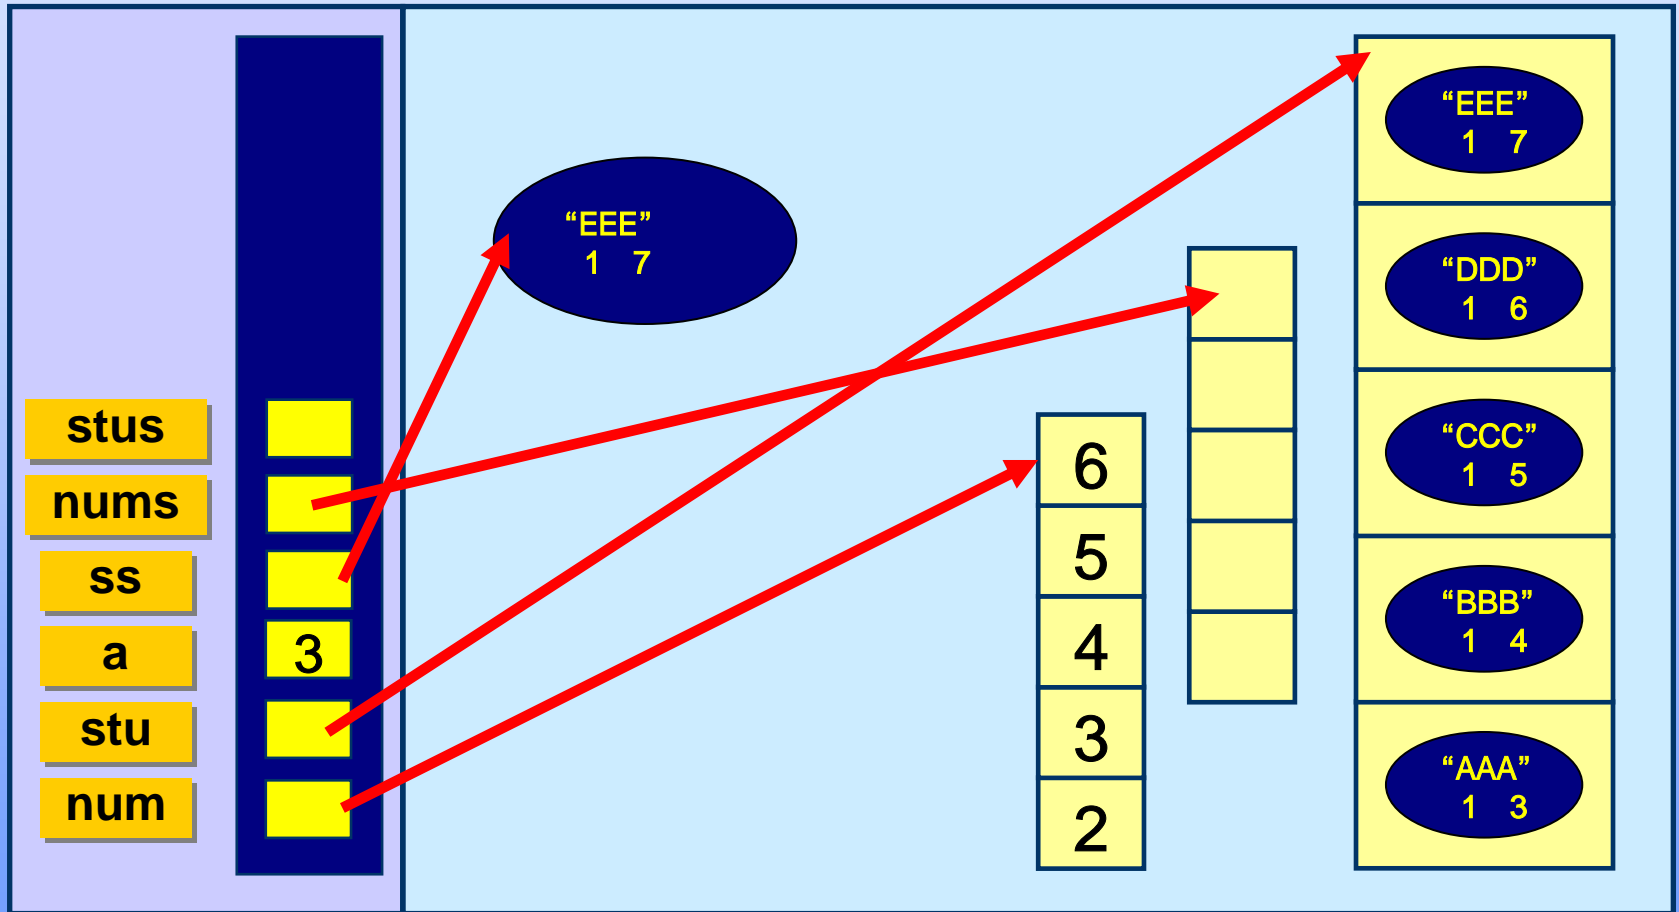 stus
nums
ss
a
3
stu
num
“EEE”
1 7
6
5
4
3
2
“EEE”
1 7
“DDD”
1 6
“CCC”
1 5
“BBB”
1 4
“AAA”
1 3